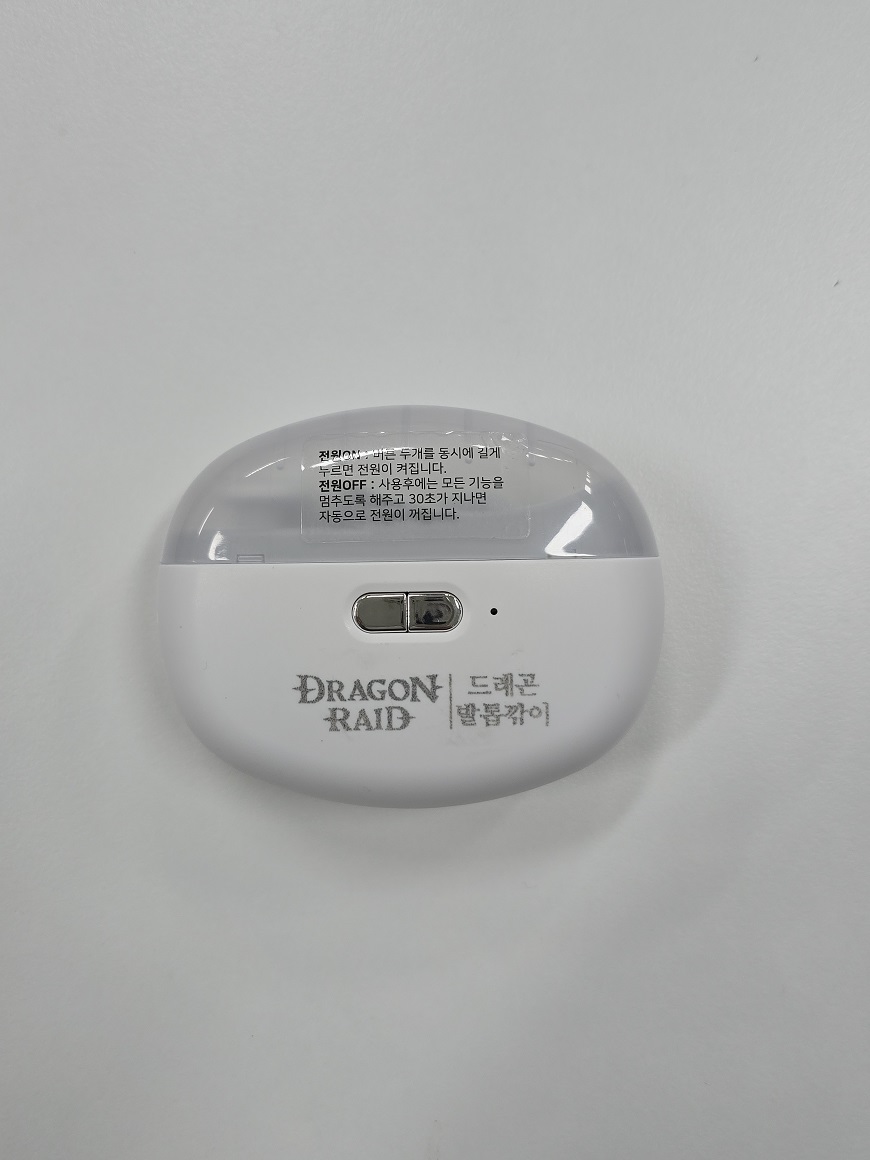 전원ON : 버튼 두개를 동시에 길게
누르면 전원이 켜집니다.
전원OFF : 사용후에는 모든 기능을
멈추도록 해주고 30초가 지나면
자동으로 전원이 꺼집니다.
DRAGON
RAID
드래곤
발톱깎이